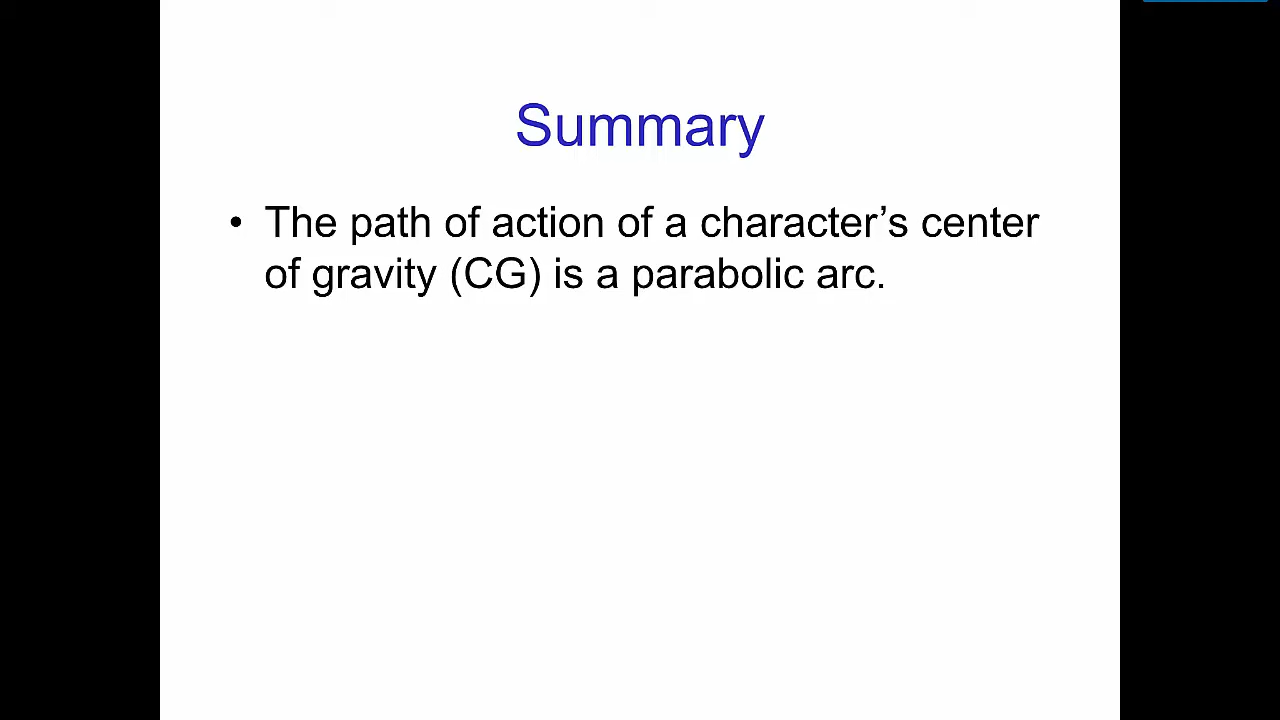 Summary
• The path of action of a character’s center
of gravity (CG) is a parabolic arc.